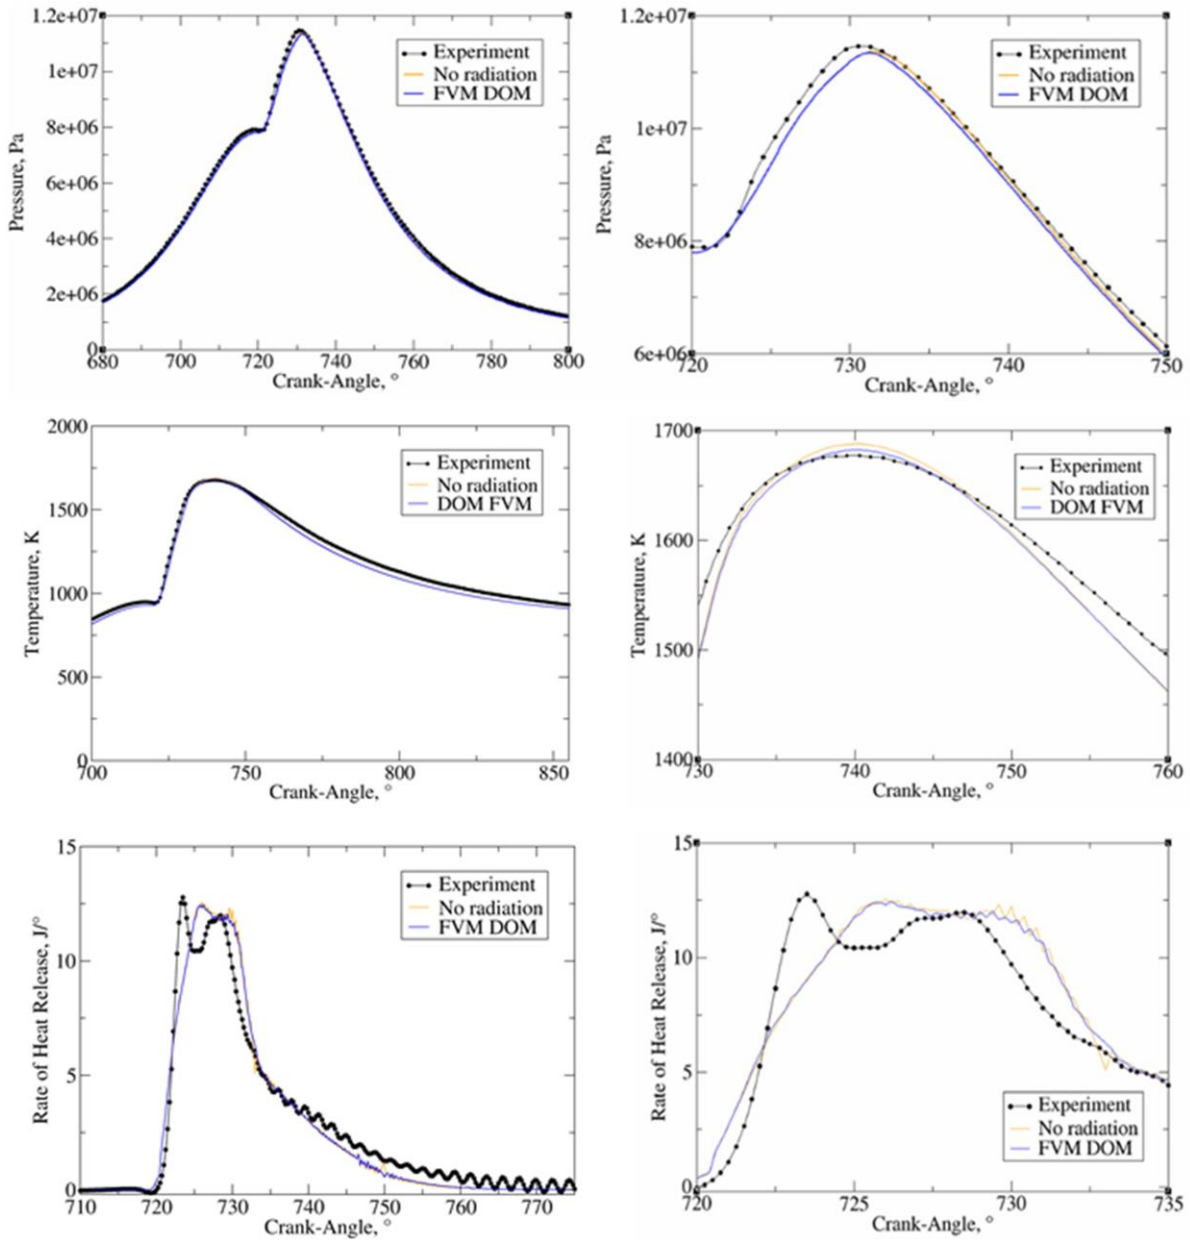 1.2e+07
1e+07
8e+06
6e+06
4e+06
2e+06
0
680 700 720 740 760 780 800
Pressure, Pa
Crank-Angle, °
Experiment
No radiation
FVM DOM
1.2e+07
1e+07
8e+06
6e+06
720 730 740 750
Pressure, Pa
Crank-Angle, °
Experiment
No radiation
FVM DOM
2000
1500
1000
500
0
700 750 800 850
Temperature, K
Crank-Angle, °
Experiment
No radiation
DOM FVM
1700
1600
1500
1400
730 740 750 760
Temperature, K
Crank-Angle, °
Experiment
No radiation
DOM FVM
15
10
5
0
710 720 730 740 750 760 770
Rate of Heat Release, J/°
Crank-Angle, °
Experiment
No radiation
FVM DOM
15
10
5
0
720 725 730 735
Rate of Heat Release, J/°
Crank-Angle, °
Experiment
No radiation
FVM DOM